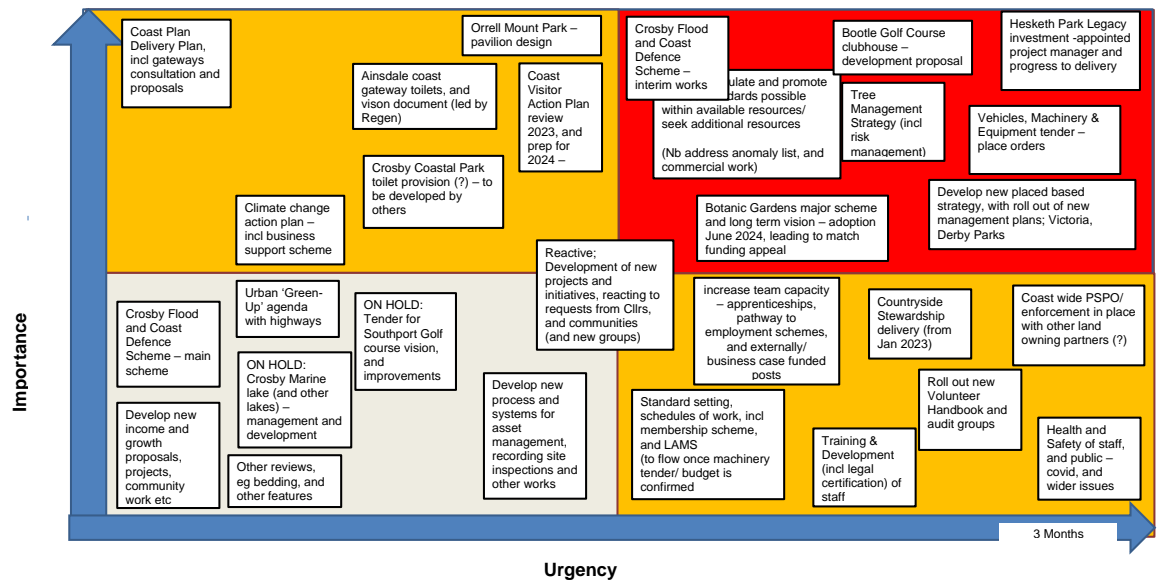 Coast Plan
Delivery Plan,
incl gateways
consultation and
proposals
Orrell Mount Park –
pavilion design
Ainsdale coast
gateway toilets, and
vison document (led by
Regen)
Coast
Visitor
Action Plan
review
2023, and
prep for
2024 –
Crosby Coastal Park
toilet provision (?) – to
be developed by
others
Climate change
action plan –
incl business
support scheme
Crosby Flood
and Coast
Defence
Scheme –
interim works
ulate and promote
dards possible
within available resources/
seek additional resources
(Nb address anomaly list, and
commercial work)
Bootle Golf Course
clubhouse –
development proposal
Hesketh Park Legacy
investment -appointed
project manager and
progress to delivery
Tree
Management
Strategy (incl
risk
management)
Vehicles, Machinery &
Equipment tender –
place orders
Botanic Gardens major scheme
and long term vision – adoption
June 2024, leading to match
funding appeal
Develop new placed based
strategy, with roll out of new
management plans; Victoria,
Derby Parks
Reactive;
Development of new
projects and
initiatives, reacting to
requests from Cllrs,
and communities
(and new groups)
Crosby Flood
and Coast
Defence
Scheme – main
scheme
Urban ‘Green-
Up’ agenda
with highways
ON HOLD:
Tender for
Southport Golf
course vision,
and
improvements
ON HOLD:
Crosby Marine
lake (and other
lakes) –
management and
development
Develop new
income and
growth
proposals,
projects,
community
work etc
Other reviews,
eg bedding, and
other features
Develop new
process and
systems for
asset
management,
recording site
inspections and
other works
increase team capacity
– apprenticeships,
pathway to
employment schemes,
and externally/
business case funded
posts
Countryside
Stewardship
delivery (from
Jan 2023)
Coast wide PSPO/
enforcement in place
with other land
owning partners (?)
Standard setting,
schedules of work, incl
membership scheme,
and LAMS
(to flow once machinery
tender/ budget is
confirmed
Training &
Development
(incl legal
certification) of
staff
Roll out new
Volunteer
Handbook and
audit groups
Health and
Safety of staff,
and public –
covid, and
wider issues
3 Months
Importance
Urgency